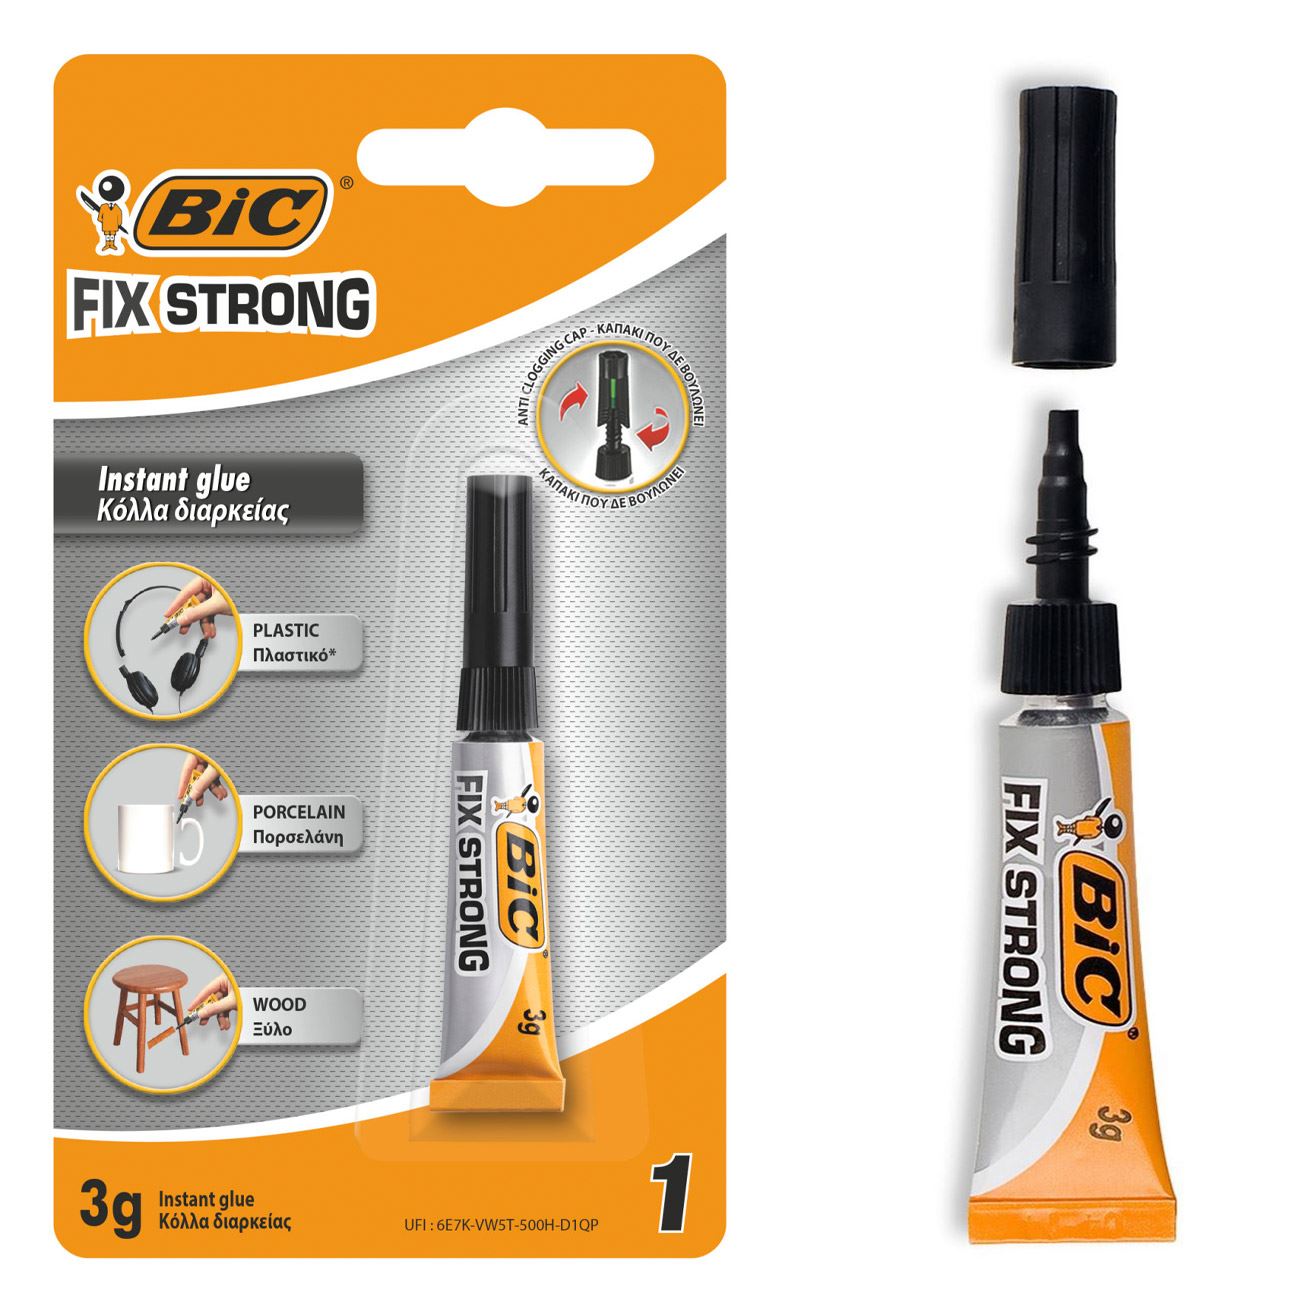 BiC®
FIX STRONG
ANTI CLOGGING CAP - ΚΑΠΑΚΙ ΠΟΥ ΔΕ ΒΟΥΛΩΝΕΙ
ΚΑΠΑΚΙ ΠΟΥ ΔΕ ΒΟΥΛΩΝΕΙ
Instant glue
Κόλλα διαρκείας
PLASTIC
Πλαστικό*
PORCELAIN
Πορσελάνη
WOOD
Ξύλο
BiC®
FIX STRONG
3g
3g
Instant glue
Κόλλα διαρκείας
UFI : 6E7K-VW5T-500H-D1QP
1
BiC®
FIX STRONG
3g